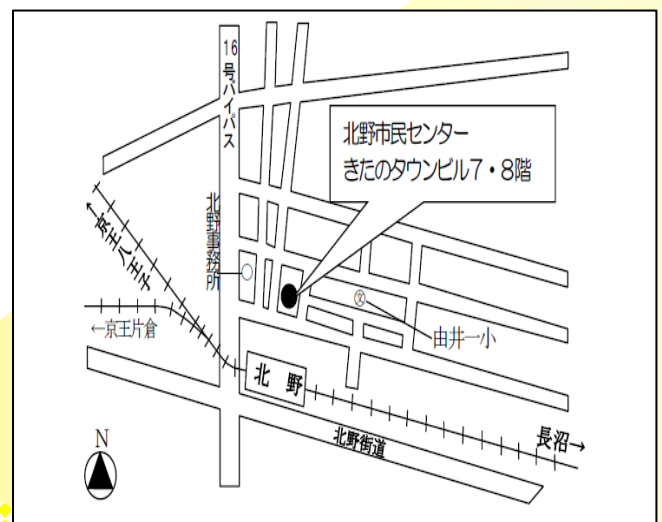 16号バイパス
北野市民センター
きたのタウンビル7・8階
北野事務所
←京王八王子
←京王片倉
文
由井一小
北野
長沼→
北野街道
N